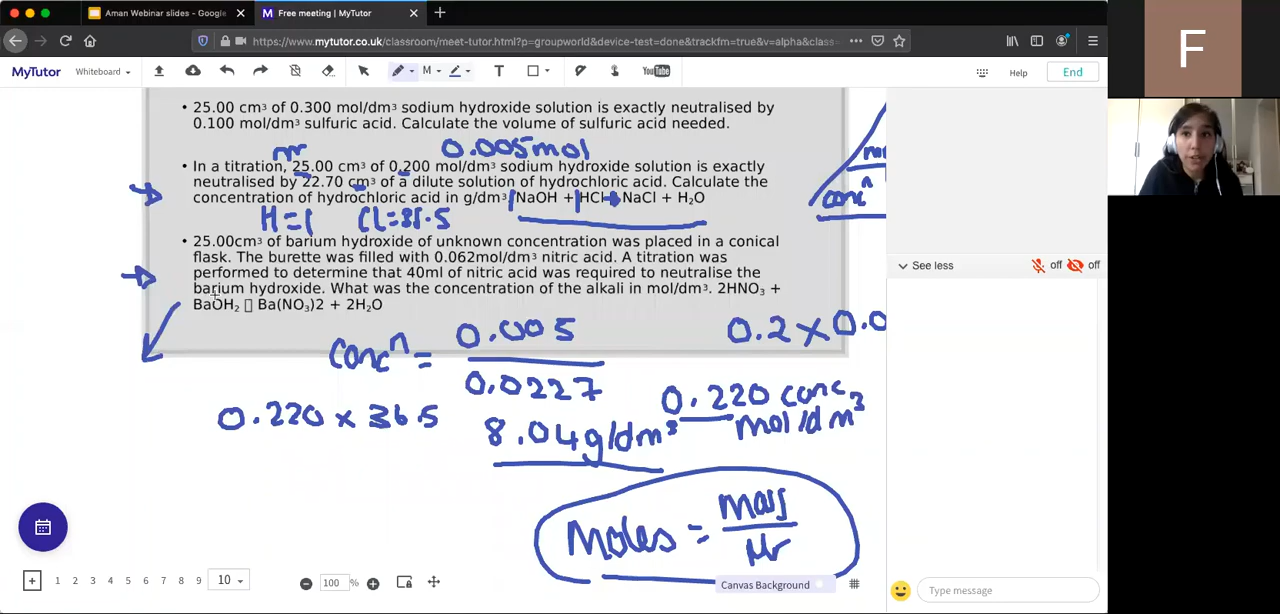 Aman Webinar slides - Google
Free meeting | MyTutor
https://www.mytutor.co.uk/classroom/meet-tutor.html?p=groupworld&device-test=done&trackfm=true&v=alpha&class=
MyTutor
Whiteboard
M
T
YouTube
Help
End
F
• 25.00 cm³ of 0.300 mol/dm³ sodium hydroxide solution is exactly neutralised by
0.100 mol/dm³ sulfuric acid. Calculate the volume of sulfuric acid needed.
0.005mol
• In a titration, 25.00 cm³ of 0.200 mol/dm³ sodium hydroxide solution is exactly
neutralised by 22.70 cm³ of a dilute solution of hydrochloric acid. Calculate the
concentration of hydrochloric acid in g/dm³. NaOH + HCl → NaCl + H₂O
concⁿ
H=1 CL=35.5
• 25.00cm³ of barium hydroxide of unknown concentration was placed in a conical
flask. The burette was filled with 0.062mol/dm³ nitric acid. A titration was
performed to determine that 40ml of nitric acid was required to neutralise the
barium hydroxide. What was the concentration of the alkali in mol/dm³. 2HNO₃ +
BaOH₂ ▯ Ba(NO₃)2 + 2H₂O
See less
off
off
concⁿ = 0.005
0.0227
0.2 x 0.0
0.220 conc
mol/dm³
0.220 x 36.5
8.04g/dm³
Moles = mass
Mr
+ 1 2 3 4 5 6 7 8 9 10
100 %
Canvas Background
Type message